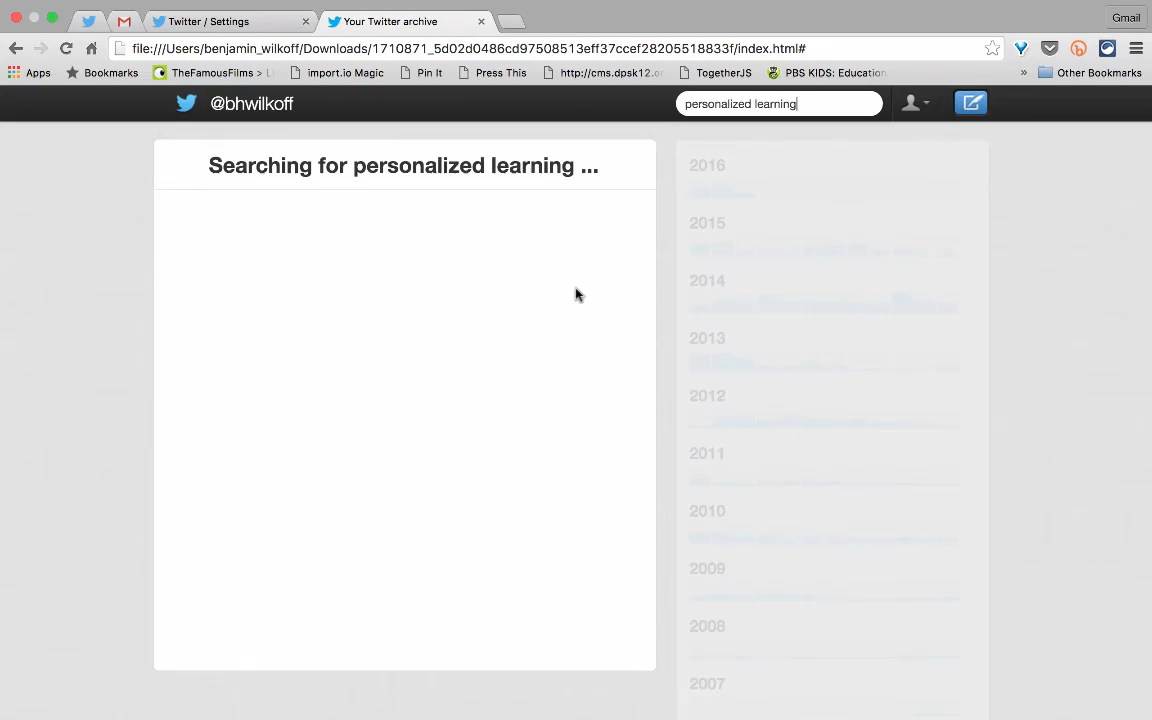 Twitter / Settings
Your Twitter archive
Gmail
file:///Users/benjamin_wilkoff/Downloads/1710871_5d02d0486cd97508513eff37ccef28205518833f/index.html#
Apps
Bookmarks
TheFamousFilms > L
import.io Magic
Pin It
Press This
http://cms.dpsk12.or
TogetherJS
PBS KIDS: Education
»
Other Bookmarks
@bhwilkoff
personalized learning
Searching for personalized learning ...
2016
2015
2014
2013
2012
2011
2010
2009
2008
2007